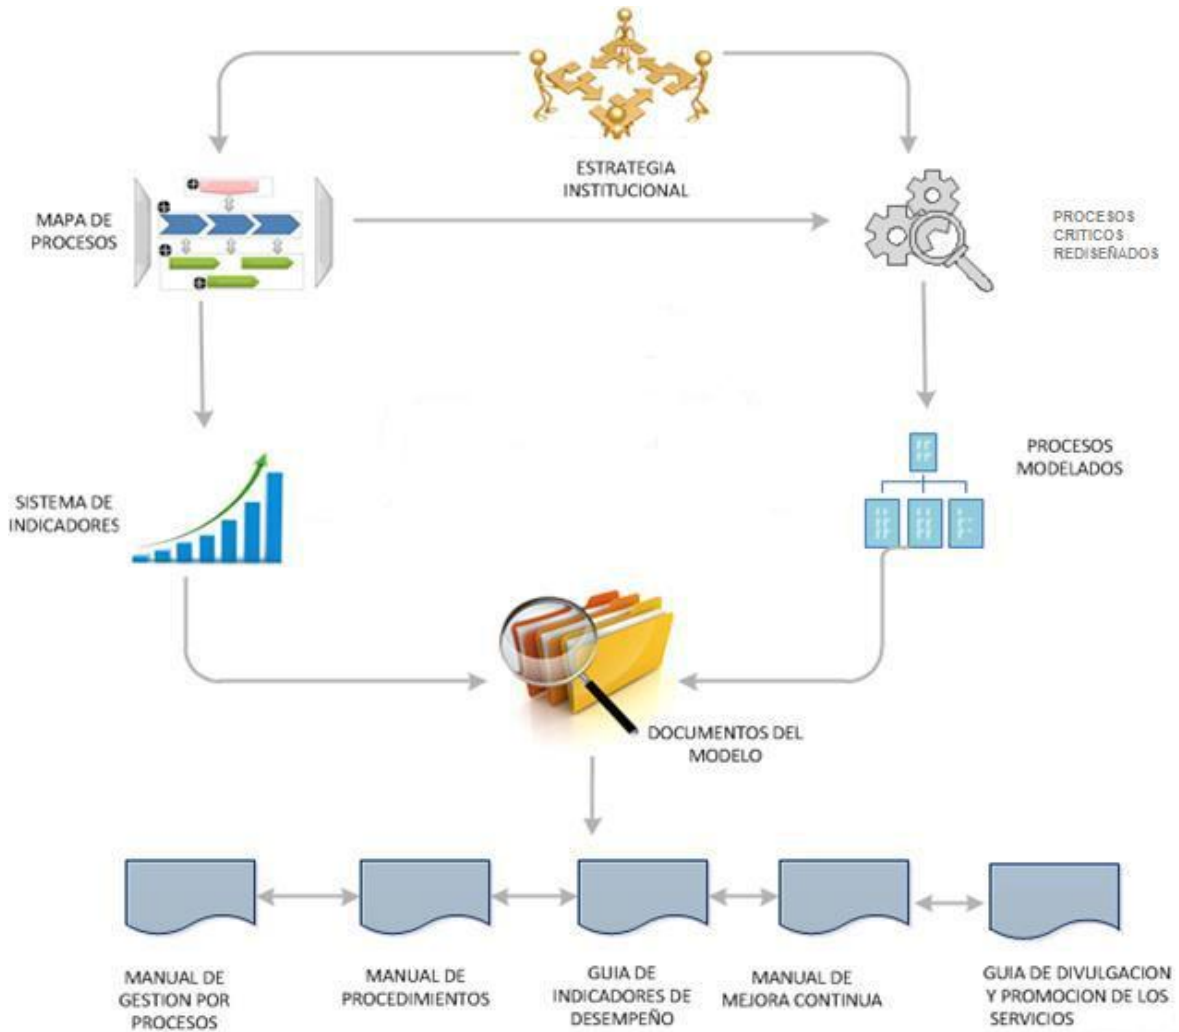 ESTRATEGIA
INSTITUCIONAL
MAPA DE
PROCESOS
PROCESOS
CRITICOS
REDISEÑADOS
SISTEMA DE
INDICADORES
PROCESOS
MODELADOS
DOCUMENTOS DEL
MODELO
MANUAL DE
GESTION POR
PROCESOS
MANUAL DE
PROCEDIMIENTOS
GUIA DE
INDICADORES DE
DESEMPEÑO
MANUAL DE
MEJORA CONTINUA
GUIA DE DIVULGACION
Y PROMOCION DE LOS
SERVICIOS